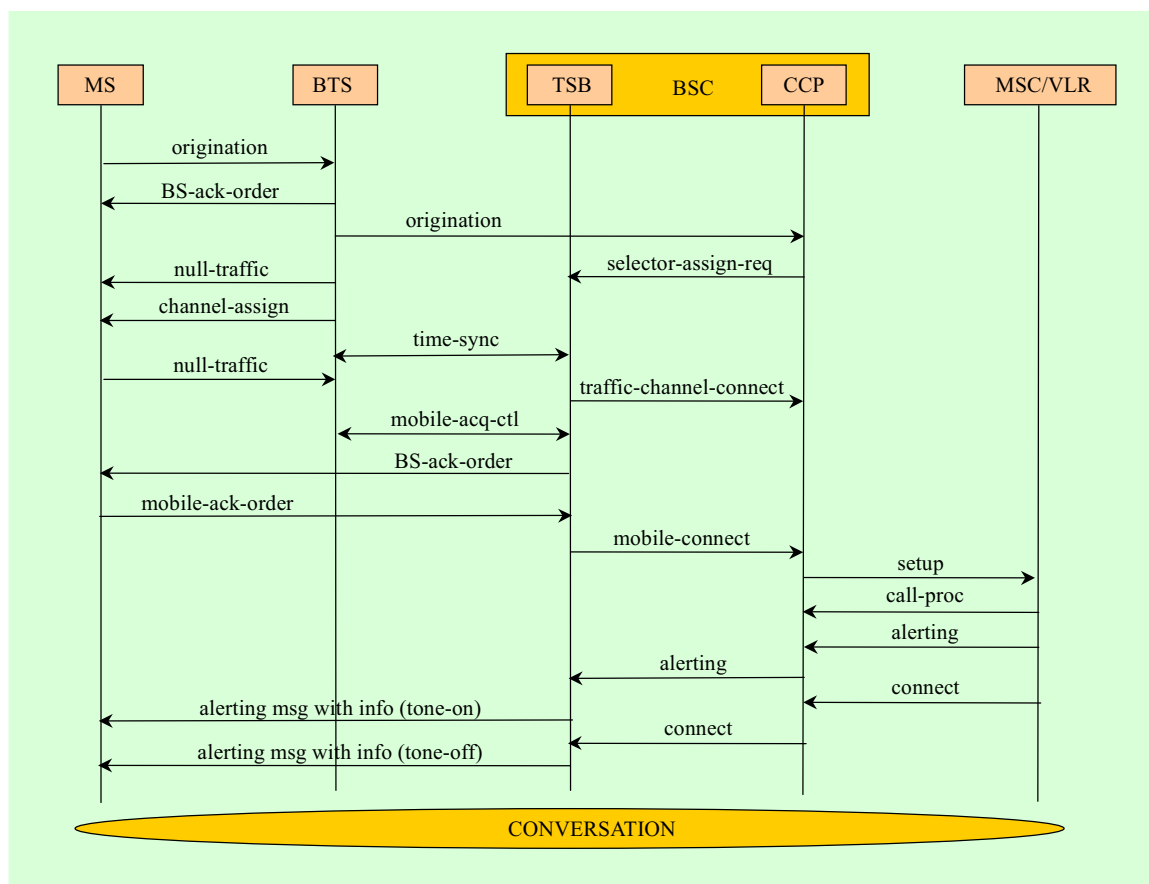 MS
BTS
TSB
BSC
CCP
MSC/VLR
origination
BS-ack-order
origination
selector-assign-req
null-traffic
channel-assign
time-sync
null-traffic
traffic-channel-connect
mobile-acq-ctl
BS-ack-order
mobile-ack-order
mobile-connect
setup
call-proc
alerting
alerting
connect
alerting msg with info (tone-on)
connect
alerting msg with info (tone-off)
CONVERSATION